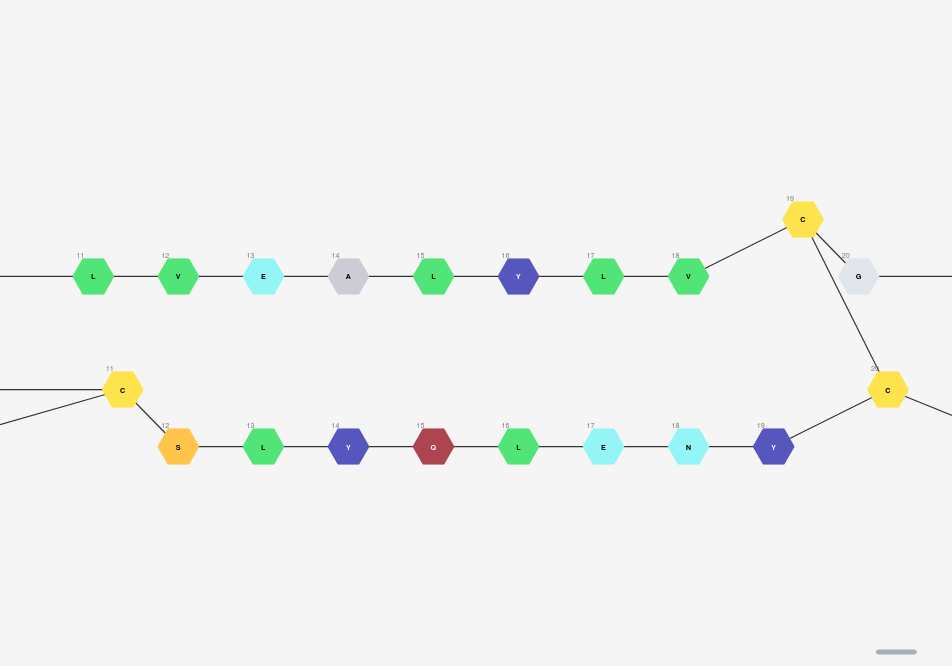 19
C
11 12 13 14 15 16 17 18 20
L V E A L Y L V G
11 20
C C
12 13 14 15 16 17 18 19
S L Y Q L E N Y